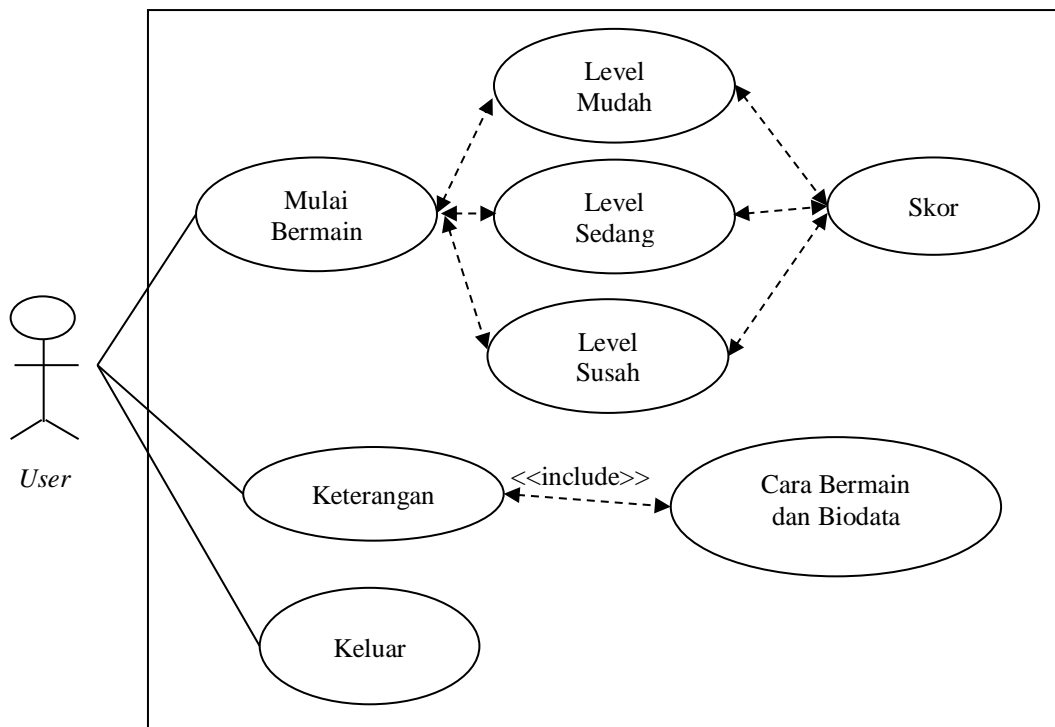 Level
Mudah
Mulai
Bermain
Level
Sedang
Skor
Level
Susah
User
Keterangan
<<include>>
Cara Bermain
dan Biodata
Keluar